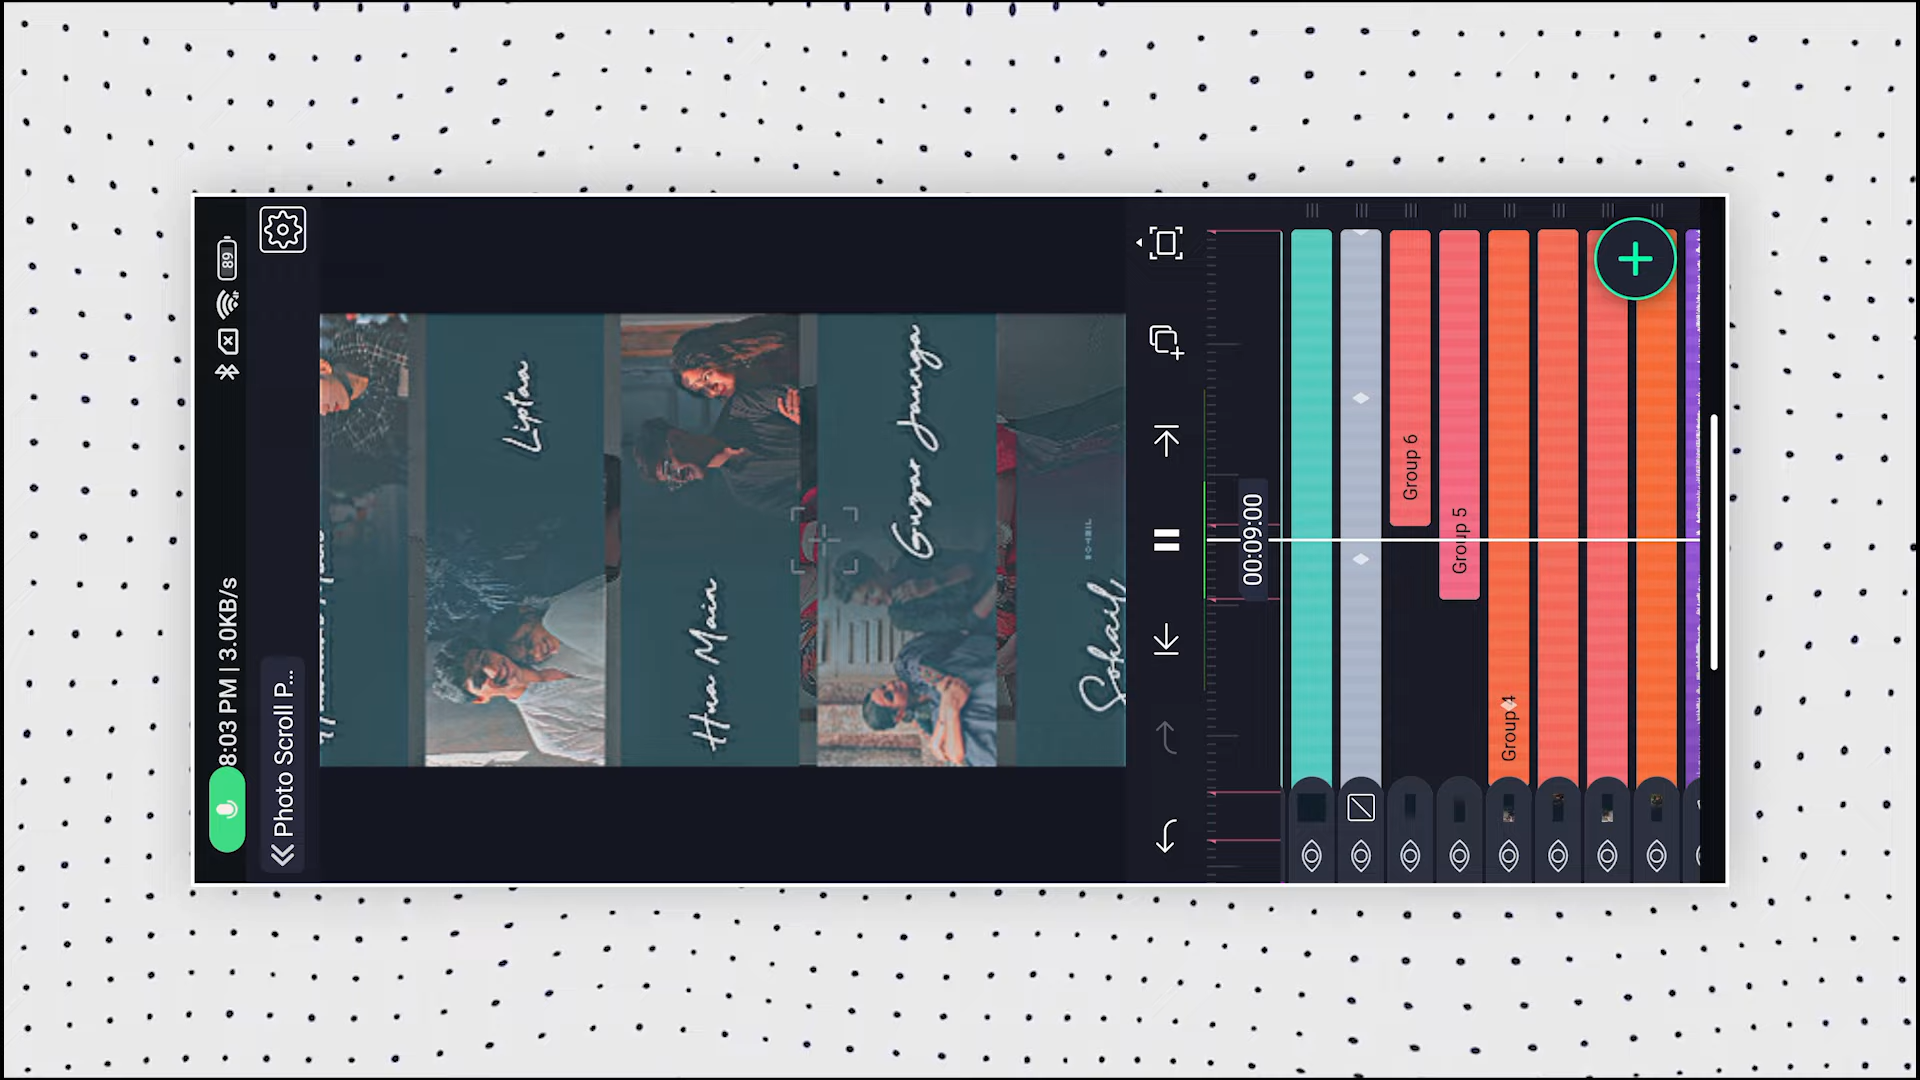 8:03 PM | 3.0KB/s
89
Photo Scroll P...
Liptaa
Hua Main
Guzar Jaunga
Sohail
00:09:00
Group 6
Group 5
Group 4